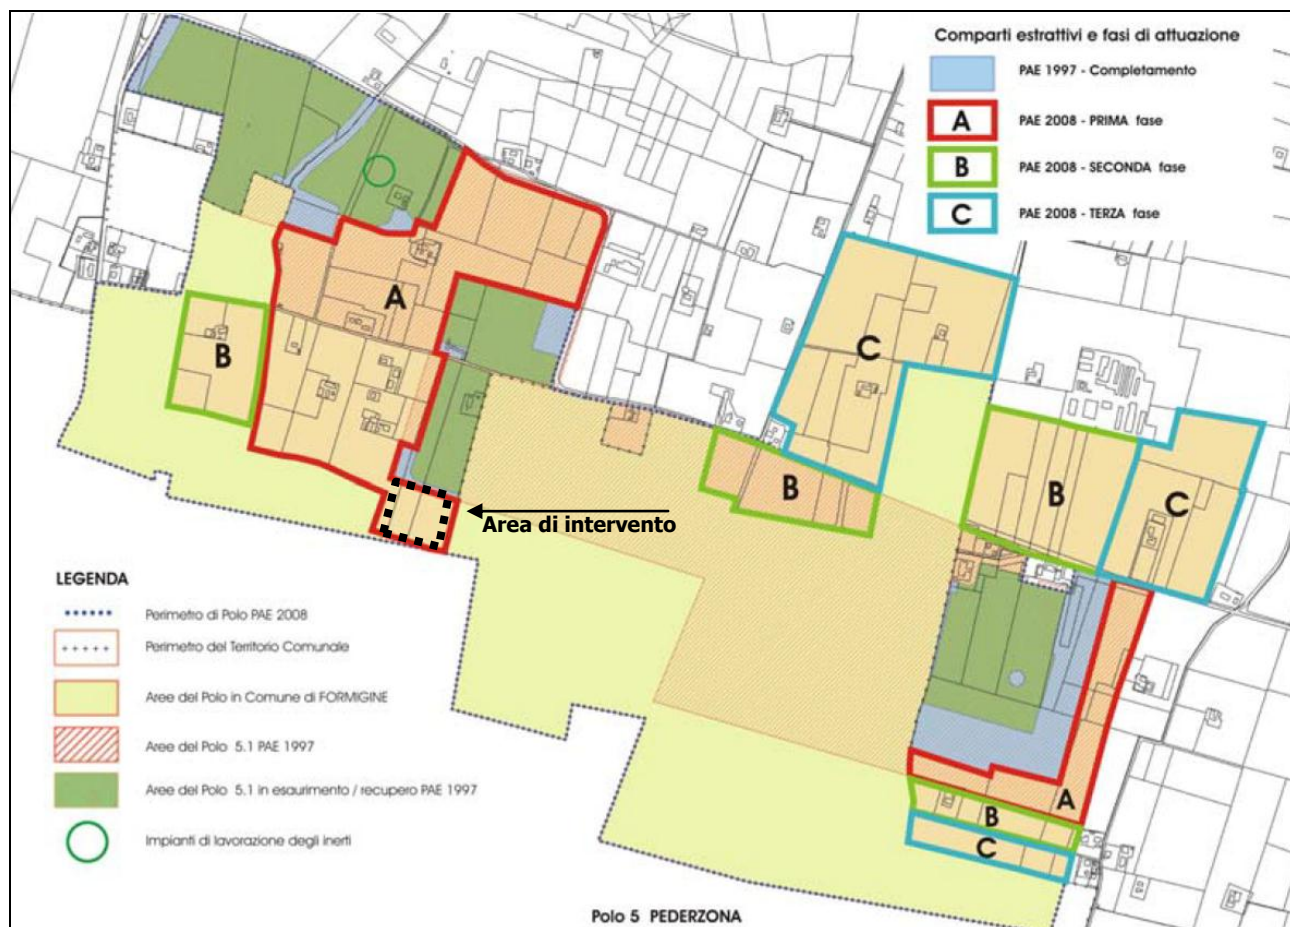 Comparti estrattivi e fasi di attuazione
PAE 1997 - Completamento
A PAE 2008 - PRIMA fase
B PAE 2008 - SECONDA fase
C PAE 2008 - TERZA fase
A
B
C
B
B
C
Area di intervento
A
B
C
LEGENDA
Perimetro di Polo PAE 2008
Perimetro del Territorio Comunale
Aree del Polo in Comune di FORMIGINE
Aree del Polo 5.1 PAE 1997
Aree del Polo 5.1 in esaurimento / recupero PAE 1997
Impianti di lavorazione degli inerti
Polo 5 PEDERZONA